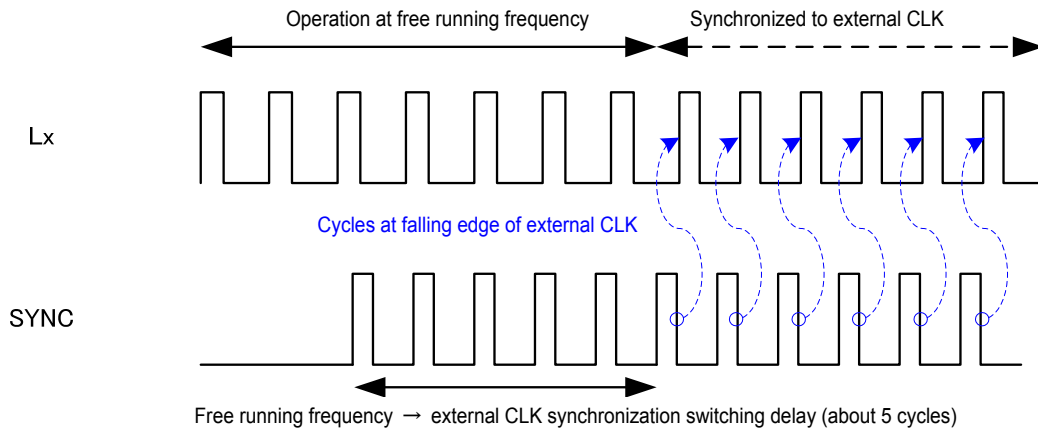 Operation at free running frequency
Synchronized to external CLK
Lx
Cycles at falling edge of external CLK
SYNC
Free running frequency → external CLK synchronization switching delay (about 5 cycles)